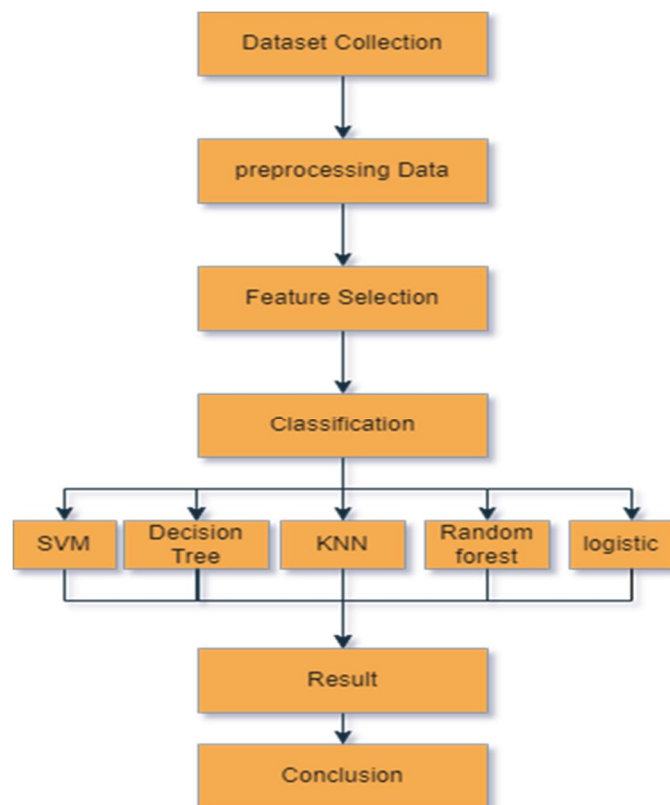 Dataset Collection
preprocessing Data
Feature Selection
Classification
SVM
Decision
Tree
KNN
Random
forest
logistic
Result
Conclusion